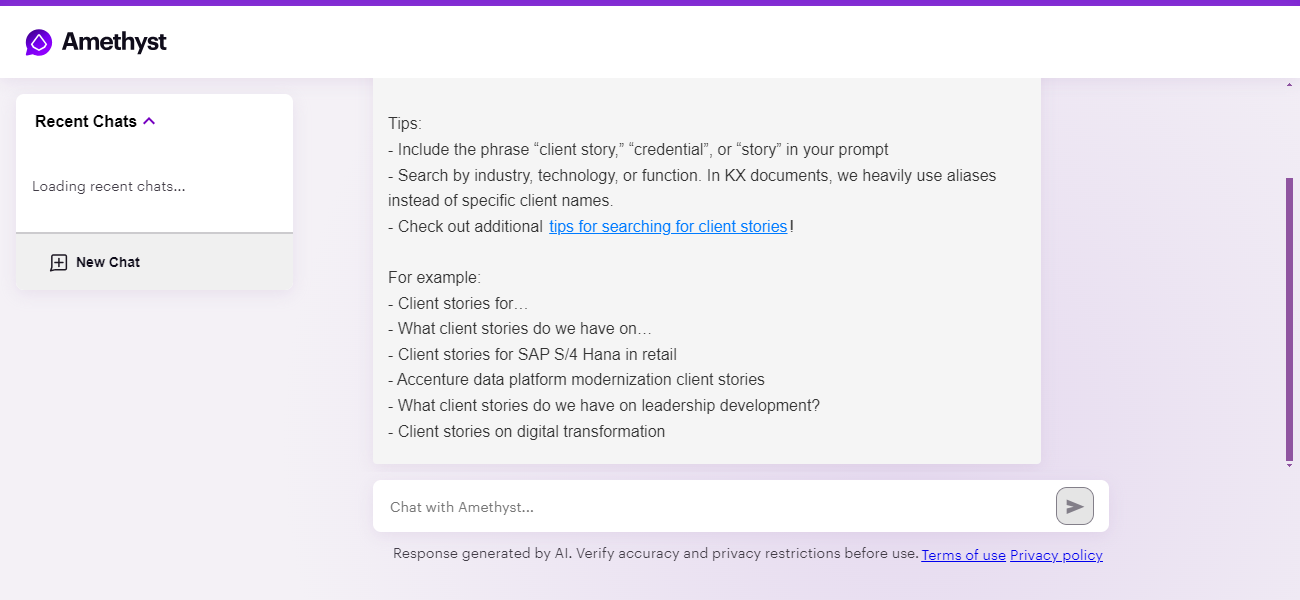 Amethyst
Recent Chats
Loading recent chats...
New Chat
Tips:
- Include the phrase “client story,” “credential”, or “story” in your prompt
- Search by industry, technology, or function. In KX documents, we heavily use aliases
instead of specific client names.
- Check out additional tips for searching for client stories!
For example:
- Client stories for…
- What client stories do we have on…
- Client stories for SAP S/4 Hana in retail
- Accenture data platform modernization client stories
- What client stories do we have on leadership development?
- Client stories on digital transformation
Chat with Amethyst...
Response generated by AI. Verify accuracy and privacy restrictions before use. Terms of use Privacy policy